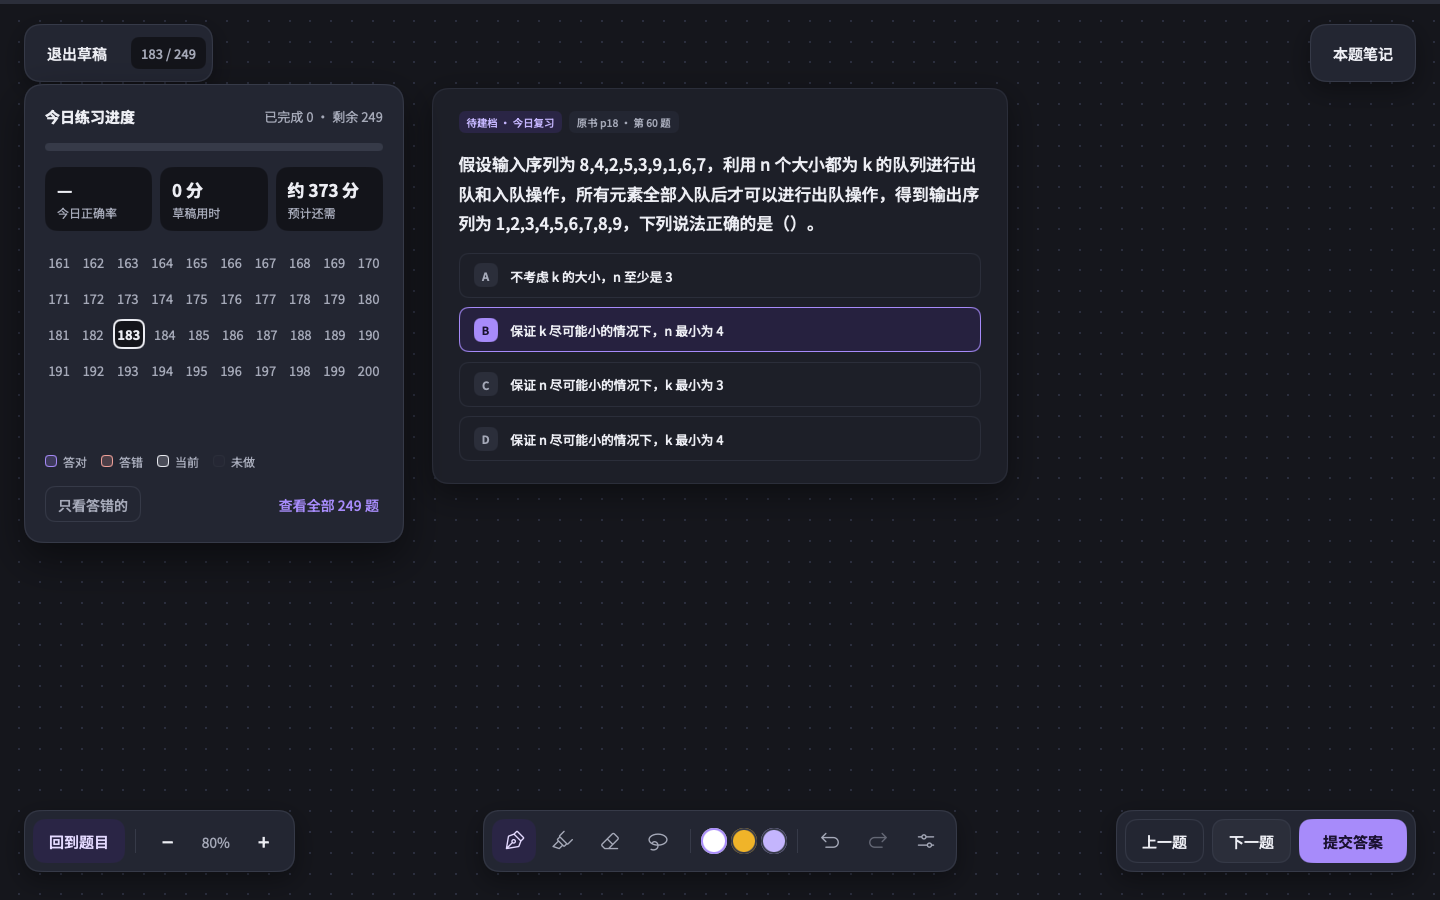 退出草稿 183 / 249
本题笔记
今日练习进度 已完成 0 · 剩余 249
— 0 分 约 373 分
今日正确率 草稿用时 预计还需
161 162 163 164 165 166 167 168 169 170
171 172 173 174 175 176 177 178 179 180
181 182 183 184 185 186 187 188 189 190
191 192 193 194 195 196 197 198 199 200
答对 答错 当前 未做
只看答错的 查看全部 249 题
待建档 · 今日复习 原书 p18 · 第 60 题
假设输入序列为 8,4,2,5,3,9,1,6,7，利用 n 个大小都为 k 的队列进行出
队和入队操作，所有元素全部入队后才可以进行出队操作，得到输出序
列为 1,2,3,4,5,6,7,8,9，下列说法正确的是（）。
A 不考虑 k 的大小，n 至少是 3
B 保证 k 尽可能小的情况下，n 最小为 4
C 保证 n 尽可能小的情况下，k 最小为 3
D 保证 n 尽可能小的情况下，k 最小为 4
回到题目 − 80% +
上一题 下一题 提交答案